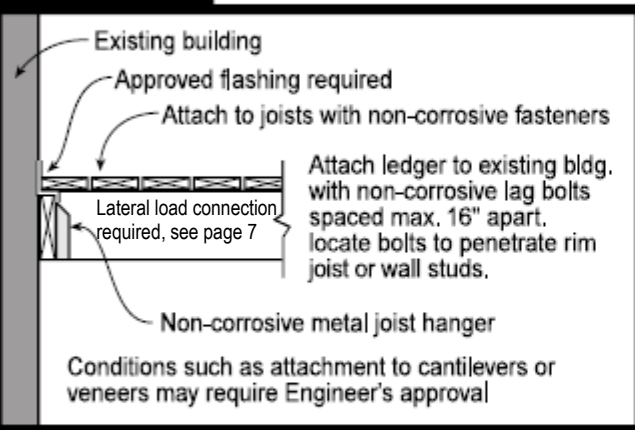 Existing building
Approved flashing required
Attach to joists with non-corrosive fasteners
Attach ledger to existing bldg.
with non-corrosive lag bolts
spaced max. 16" apart.
locate bolts to penetrate rim
joist or wall studs.
Lateral load connection
required, see page 7
Non-corrosive metal joist hanger
Conditions such as attachment to cantilevers or
veneers may require Engineer's approval